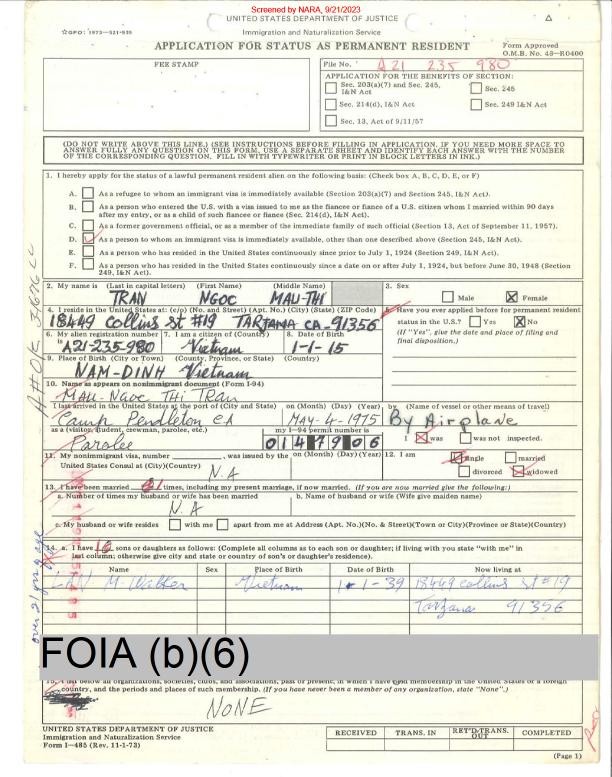 Screened by NARA, 9/21/2023
UNITED STATES DEPARTMENT OF JUSTICE
☆GPO: 1973-521-935
Immigration and Naturalization Service
APPLICATION FOR STATUS AS PERMANENT RESIDENT
Form Approved
O.M.B. No. 43-R0400
FEE STAMP
File No. A21 235 980
APPLICATION FOR THE BENEFITS OF SECTION:
Sec. 203(a)(7) and Sec. 245, I&N Act
Sec. 245
Sec. 214(d), I&N Act
Sec. 249 I&N Act
Sec. 13, Act of 9/11/57
(DO NOT WRITE ABOVE THIS LINE.) (SEE INSTRUCTIONS BEFORE FILLING IN APPLICATION. IF YOU NEED MORE SPACE TO
ANSWER FULLY ANY QUESTION ON THIS FORM, USE A SEPARATE SHEET AND IDENTIFY EACH ANSWER WITH THE NUMBER
OF THE CORRESPONDING QUESTION. FILL IN WITH TYPEWRITER OR PRINT IN BLOCK LETTERS IN INK.)
1. I hereby apply for the status of a lawful permanent resident alien on the following basis: (Check box A, B, C, D, E, or F)
A. As a refugee to whom an immigrant visa is immediately available (Section 203(a)(7) and Section 245, I&N Act).
B. As a person who entered the U.S. with a visa issued to me as the fiancee or fiance of a U.S. citizen whom I married within 90 days
after my entry, or as a child of such fiancee or fiance (Sec. 214(d), I&N Act).
C. As a former government official, or as a member of the immediate family of such official (Section 13, Act of September 11, 1957).
D. As a person to whom an immigrant visa is immediately available, other than one described above (Section 245, I&N Act).
E. As a person who has resided in the United States continuously since prior to July 1, 1924 (Section 249, I&N Act).
F. As a person who has resided in the United States continuously since a date on or after July 1, 1924, but before June 30, 1948 (Section
249, I&N Act).
2. My name is (Last in capital letters) (First Name) (Middle Name)
TRAN NGOC MAU-THI
3. Sex
Male X Female
4. I reside in the United States at: (c/o) (No. and Street) (Apt. No.) (City) (State) (ZIP Code)
18449 Collins St #19 TARZANA CA. 91356
5. Have you ever applied before for permanent resident
status in the U.S.? Yes X No
(If "Yes", give the date and place of filing and
final disposition.)
6. My alien registration number is A21-235-980
7. I am a citizen of (Country) Vietnam
8. Date of Birth 1-1-15
9. Place of Birth (City or Town) (County, Province, or State) (Country)
NAM-DINH Vietnam
10. Name as appears on nonimmigrant document (Form I-94)
MAU-NGOC THI TRAN
I last arrived in the United States at the port of (City and State) on (Month) (Day) (Year) by (Name of vessel or other means of travel)
Camp Pendleton CA MAY-4-1975 By Airplane
as a (visitor, student, crewman, parolee, etc.) my I-94 permit number is
Parolee 01478906 I X was was not inspected.
11. My nonimmigrant visa, number , was issued by the United States Consul at (City)(Country) on (Month) (Day) (Year)
N.A
12. I am single married
divorced X widowed
13. I have been married 1 times, including my present marriage, if now married. (If you are now married give the following:)
a. Number of times my husband or wife has been married b. Name of husband or wife (Wife give maiden name)
N.A
c. My husband or wife resides with me apart from me at Address (Apt. No.)(No. & Street)(Town or City)(Province or State)(Country)
14. a. I have sons or daughters as follows: (Complete all columns as to each son or daughter; if living with you state "with me" in
last column; otherwise give city and state or country of son's or daughter's residence).
Name Sex Place of Birth Date of Birth Now living at
M. Walker Vietnam 1-1-39 18449 collins st #19
Tarzana 91356
over 21 yrs of age
FOIA (b)(6)
15. I list below all organizations, societies, clubs, and associations, past or present, in which I have held membership in the United States or a foreign
country, and the periods and places of such membership. (If you have never been a member of any organization, state "None".)
NONE
UNITED STATES DEPARTMENT OF JUSTICE
Immigration and Naturalization Service
Form I-485 (Rev. 11-1-73)
RECEIVED TRANS. IN RET'D-TRANS. OUT COMPLETED
(Page 1)